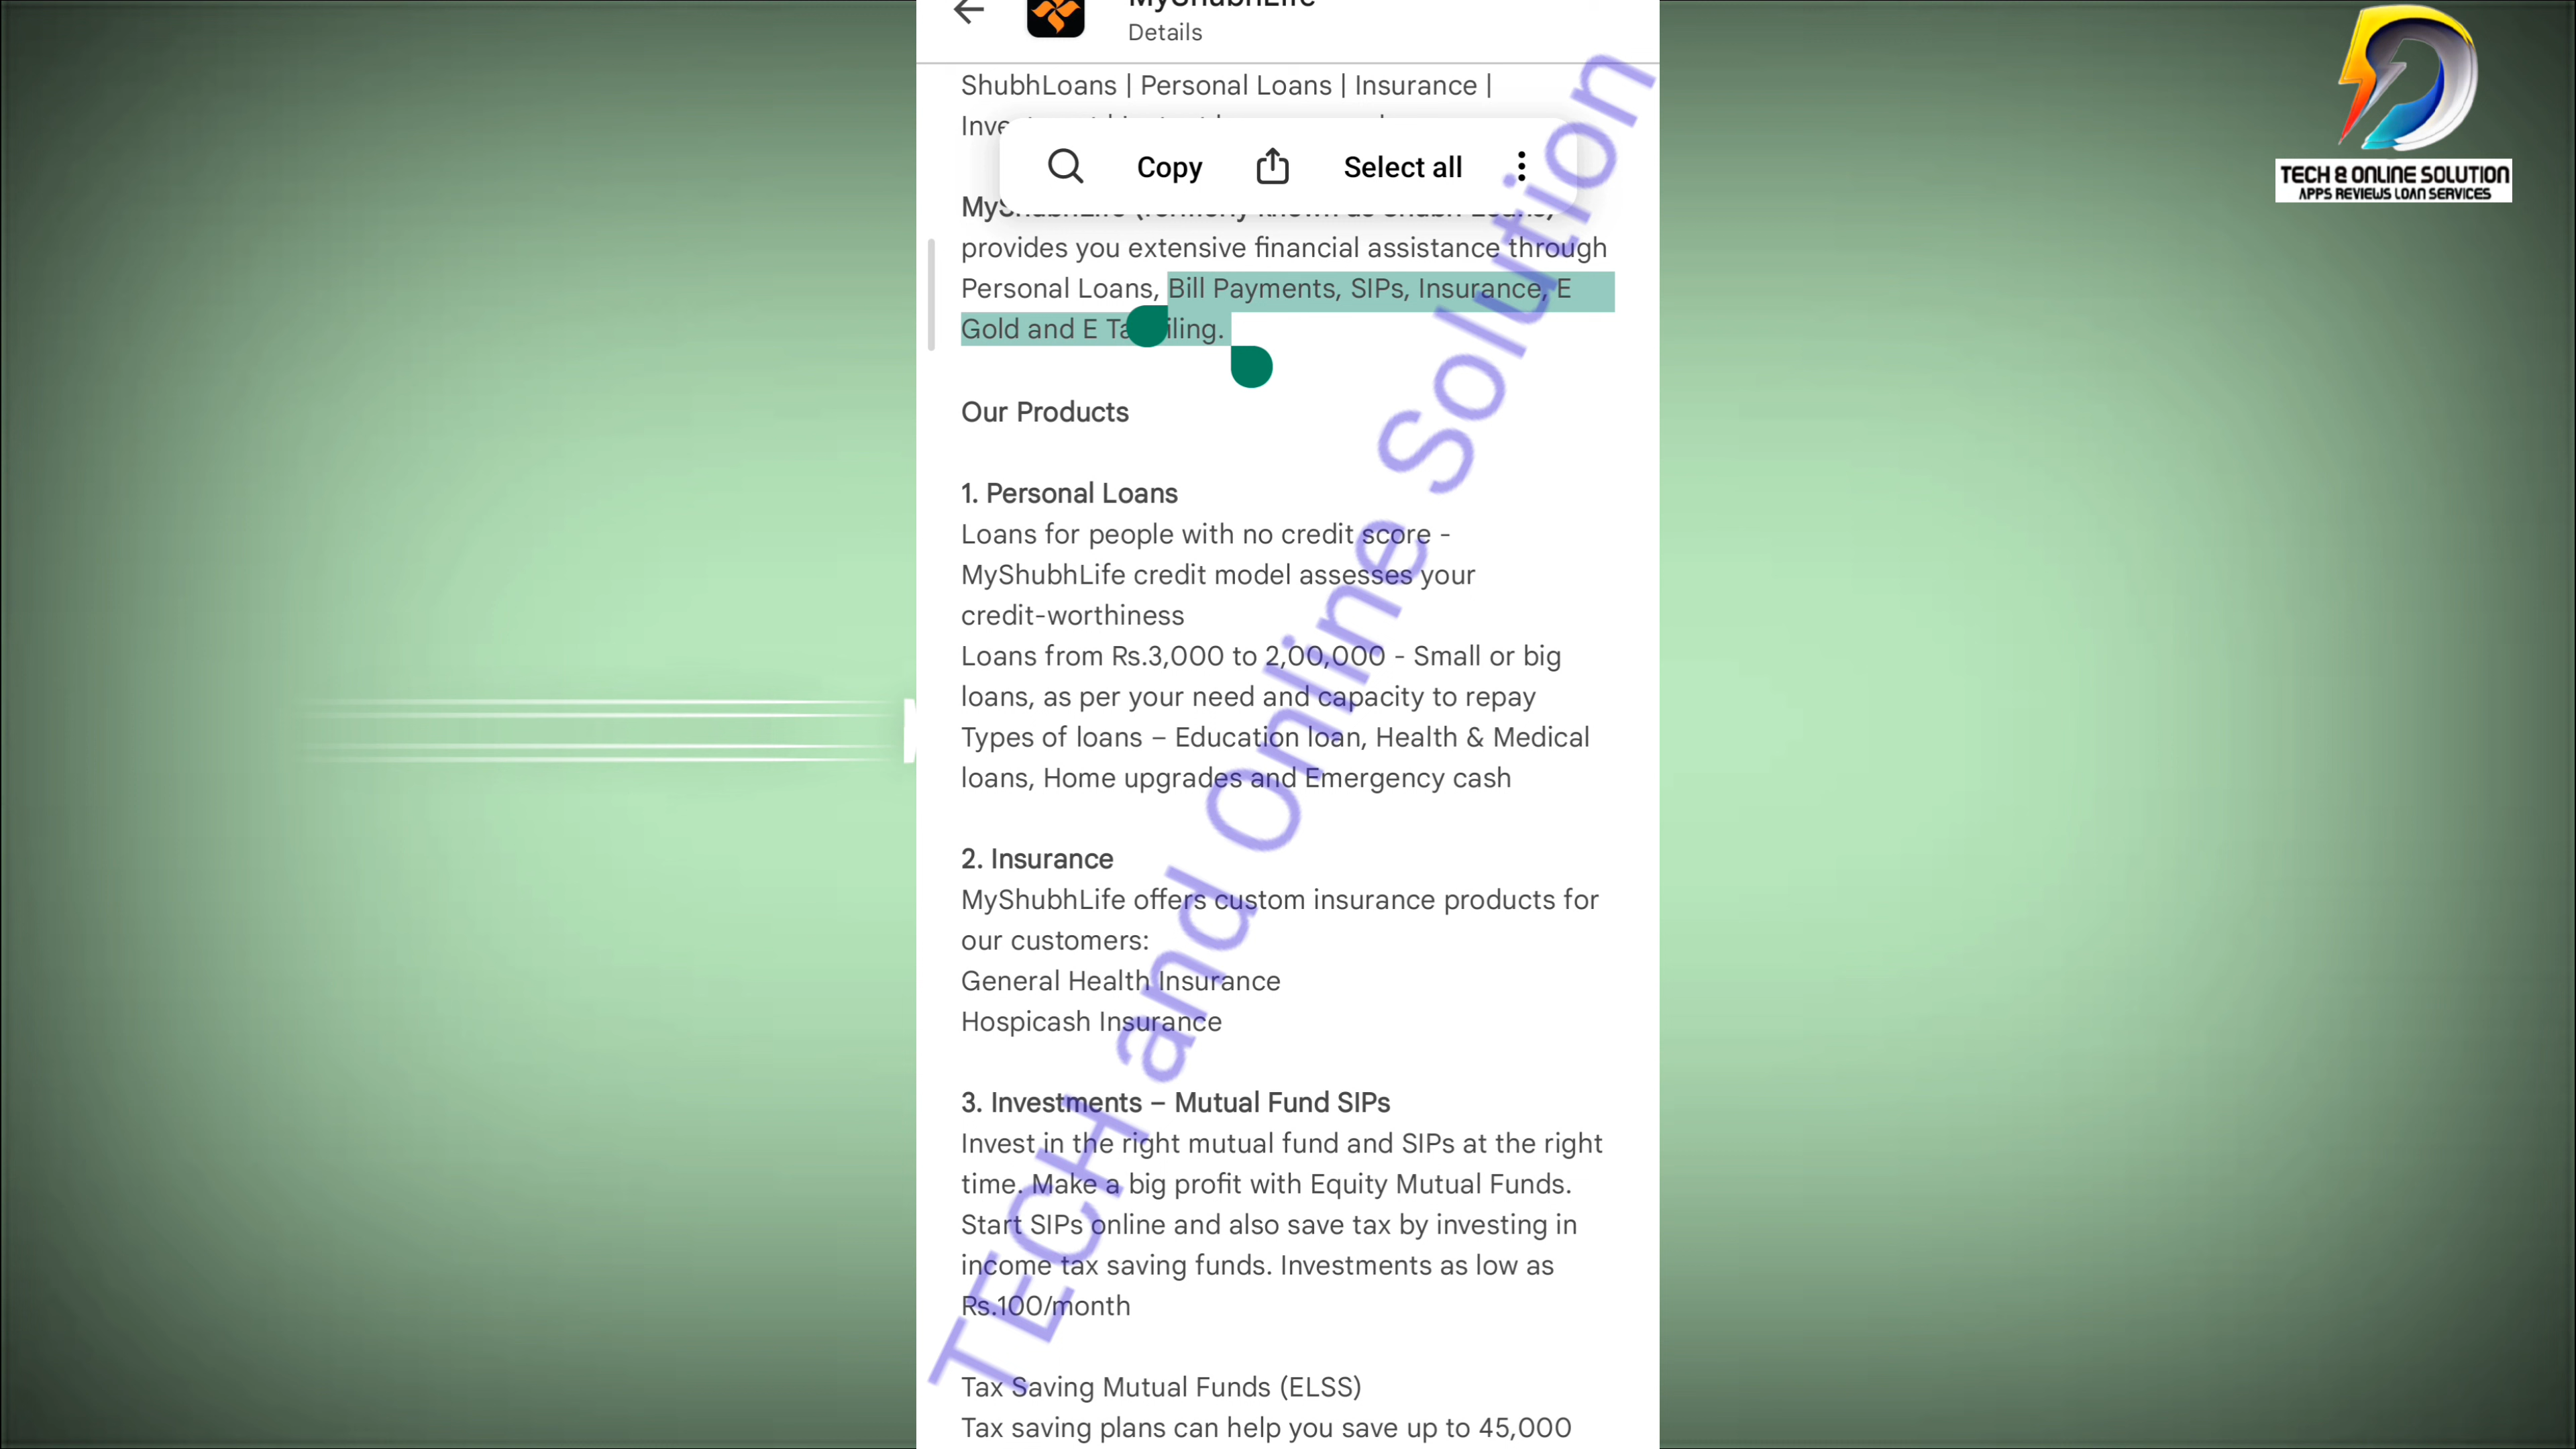 MyShubhLife
Details
ShubhLoans | Personal Loans | Insurance |
Copy
Select all
provides you extensive financial assistance through
Personal Loans, Bill Payments, SIPs, Insurance, E
Gold and E
Our Products
1. Personal Loans
Loans for people with no credit score -
MyShubhLife credit model assesses your
credit-worthiness
Loans from Rs.3,000 to 2,00,000 - Small or big
loans, as per your need and capacity to repay
Types of loans – Education loan, Health & Medical
loans, Home upgrades and Emergency cash
2. Insurance
MyShubhLife offers custom insurance products for
our customers:
General Health Insurance
Hospicash Insurance
3. Investments – Mutual Fund SIPs
Invest in the right mutual fund and SIPs at the right
time. Make a big profit with Equity Mutual Funds.
Start SIPs online and also save tax by investing in
income tax saving funds. Investments as low as
Rs.100/month
Tax Saving Mutual Funds (ELSS)
Tax saving plans can help you save up to 45,000
TECH and Online Solution
TECH & ONLINE SOLUTION
APPS REVIEWS LOAN SERVICES